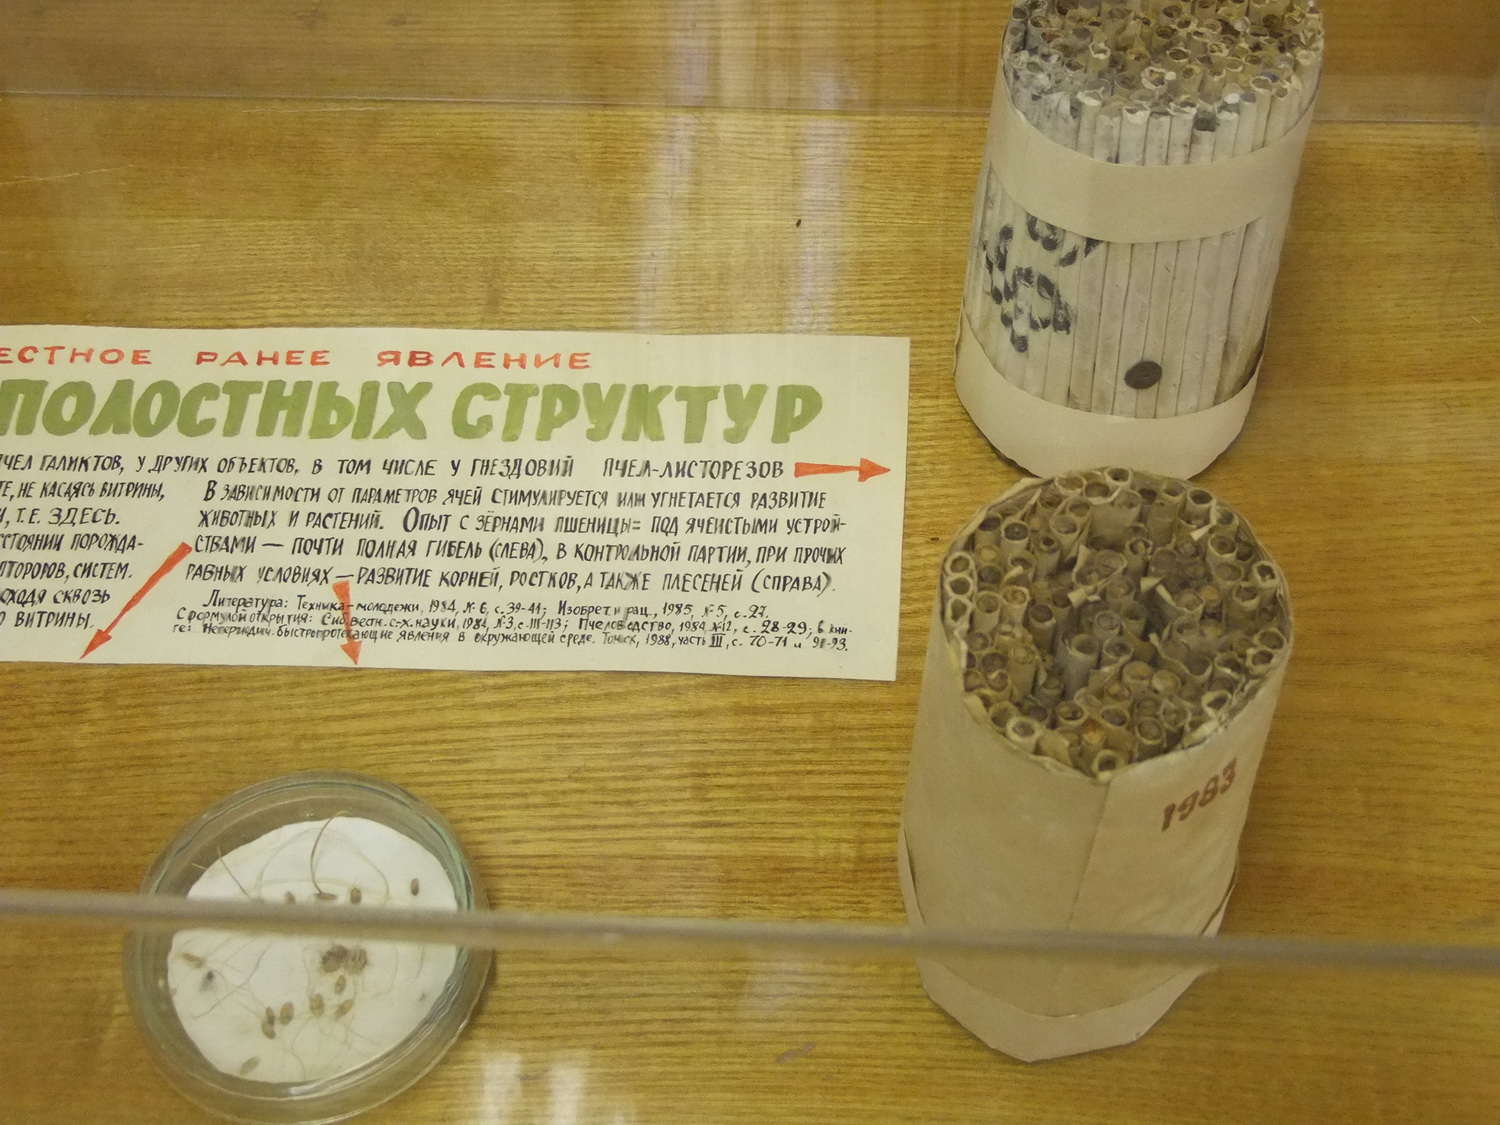 ЕСТНОЕ РАНЕЕ ЯВЛЕНИЕ
ПОЛОСТНЫХ СТРУКТУР
ПЧЕЛ ГАЛИКТОВ, У ДРУГИХ ОБЪЕКТОВ, В ТОМ ЧИСЛЕ У ГНЕЗДОВИЙ ПЧЕЛ-ЛИСТОРЕЗОВ
ТЕ, НЕ КАСАЯСЬ ВИТРИНЫ,
И, Т.Е. ЗДЕСЬ.
СТОЯНИИ ПОРОЖДА-
ПТОРОЮВ, СИСТЕМ.
ОХОДЯ СКВОЗЬ
О ВИТРИНЫ.
В ЗАВИСИМОСТИ ОТ ПАРАМЕТРОВ ЯЧЕЙ СТИМУЛИРУЕТСЯ ИЛИ УГНЕТАЕТСЯ РАЗВИТИЕ
ЖИВОТНЫХ И РАСТЕНИЙ. ОПЫТ С ЗЁРНАМИ ПШЕНИЦЫ: ПОД ЯЧЕИСТЫМИ УСТРОЙ-
СТВАМИ — ПОЧТИ ПОЛНАЯ ГИБЕЛЬ (СЛЕВА), В КОНТРОЛЬНОЙ ПАРТИИ, ПРИ ПРОЧИХ
РАВНЫХ УСЛОВИЯХ — РАЗВИТИЕ КОРНЕЙ, РОСТКОВ, А ТАКЖЕ ПЛЕСЕНЕЙ (СПРАВА).
Литература: Техника-молодежи, 1984, № 6, с. 39-41; Изобрет. и рац., 1985, № 5, с. 27.
С формулой открытия: Сиб. вестн. с-х. науки, 1984, № 3, с. 111-113; Пчеловодство, 1984, №12, с. 28-29; в кни-
ге: Непериодич. быстропротекающие явления в окружающей среде. Томск, 1988, часть III, с. 70-71 и 91-93.
1983